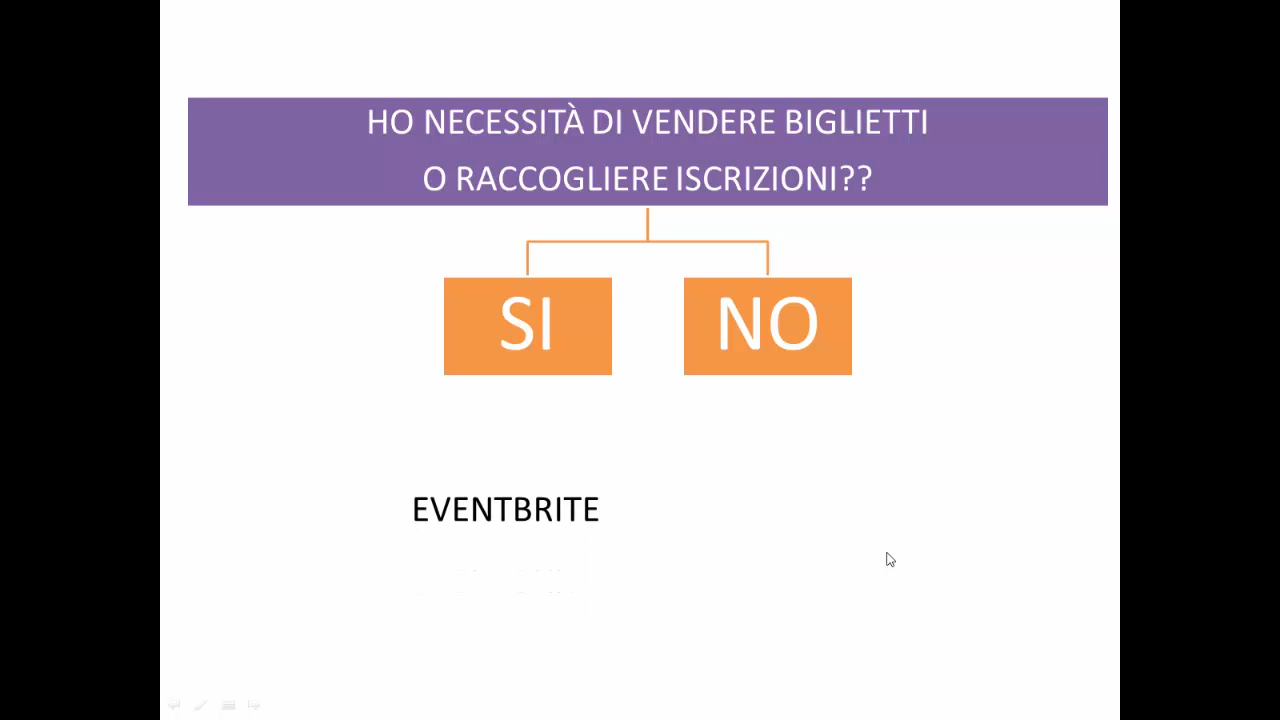 HO NECESSITÀ DI VENDERE BIGLIETTI
O RACCOGLIERE ISCRIZIONI??
SI
NO
EVENTBRITE